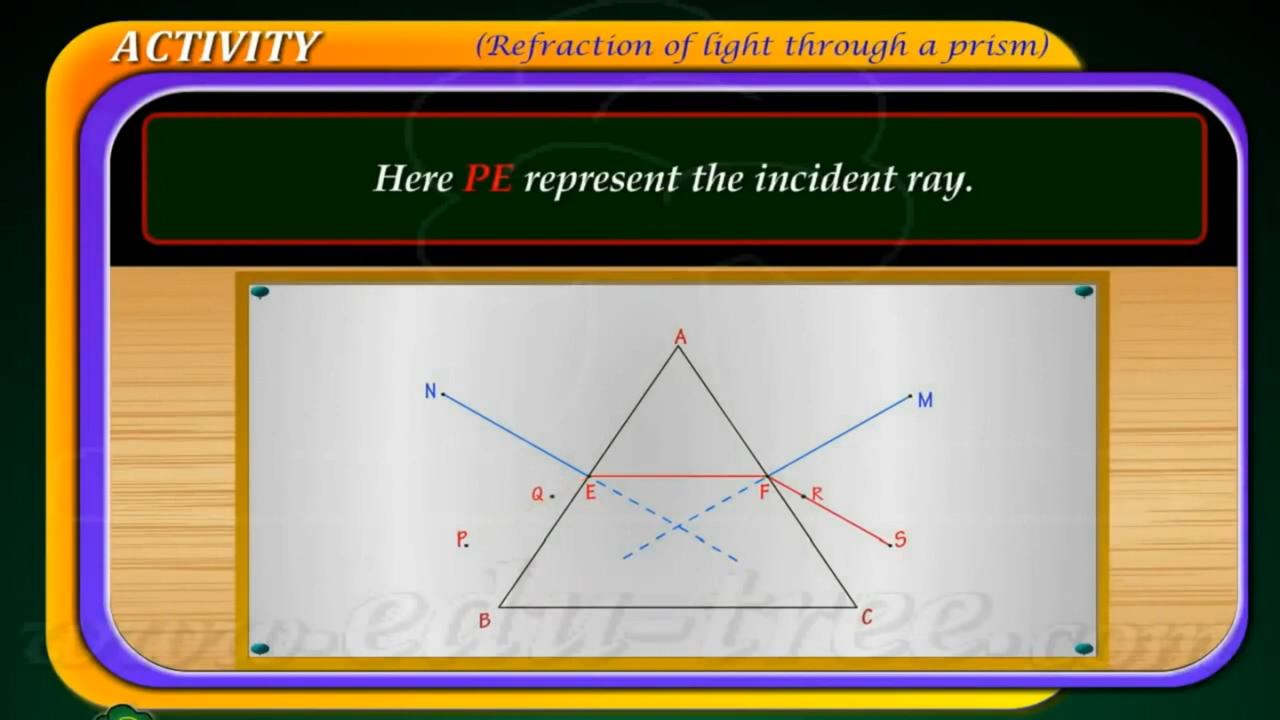 ACTIVITY
(Refraction of light through a prism)
Here PE represent the incident ray.
A
N
M
Q
E
F
R
P
S
B
C
www.edu-tree.com